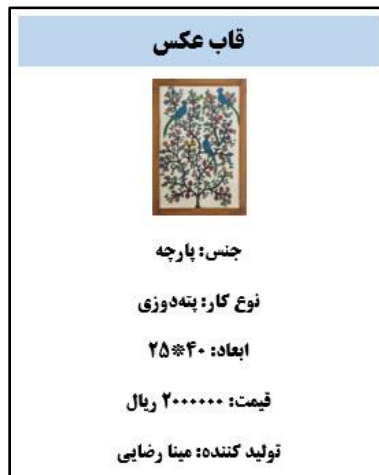 قاب عکس
جنس: پارچه
نوع کار: پته‌دوزی
ابعاد: ۴۰*۲۵
قیمت: ۲۰۰۰۰۰۰ ریال
تولید کننده: مینا رضایی